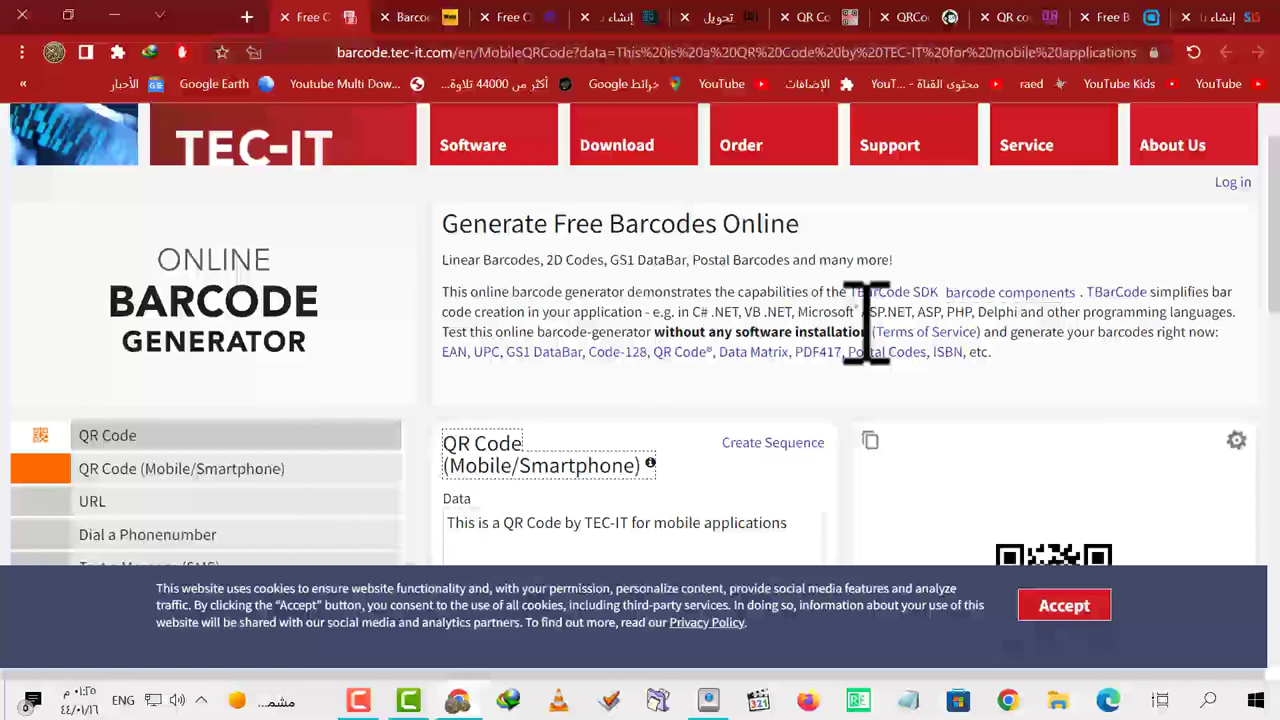 Free C
Barcode
Free Q
إنشاء
تحويل
QR Co
QRCo
QR co
Free B
إنشاء
barcode.tec-it.com/en/MobileQRCode?data=This%20is%20a%20QR%20Code%20by%20TEC-IT%20for%20mobile%20applications
الأخبار
Google Earth
Youtube Multi Dow...
أكثر من 44000 تلاوة...
خرائط Google
YouTube
الإضافات
محتوى القناة - YouT...
raed
YouTube Kids
YouTube
TEC-IT
Software
Download
Order
Support
Service
About Us
Log in
ONLINE
BARCODE
GENERATOR
Generate Free Barcodes Online
Linear Barcodes, 2D Codes, GS1 DataBar, Postal Barcodes and many more!
This online barcode generator demonstrates the capabilities of the TBarCode SDK barcode components . TBarCode simplifies bar
code creation in your application - e.g. in C# .NET, VB .NET, Microsoft® ASP.NET, ASP, PHP, Delphi and other programming languages.
Test this online barcode-generator without any software installation (Terms of Service) and generate your barcodes right now:
EAN, UPC, GS1 DataBar, Code-128, QR Code®, Data Matrix, PDF417, Postal Codes, ISBN, etc.
QR Code
QR Code (Mobile/Smartphone)
URL
Dial a Phonenumber
QR Code
(Mobile/Smartphone)
Create Sequence
Data
This is a QR Code by TEC-IT for mobile applications
This website uses cookies to ensure website functionality and, with your permission, personalize content, provide social media features and analyze
traffic. By clicking the “Accept” button, you consent to the use of all cookies, including third-party services. In doing so, information about your use of
this website will be shared with our social media and analytics partners. To find out more, read our Privacy Policy.
Accept
ENG
مشمـ...
321